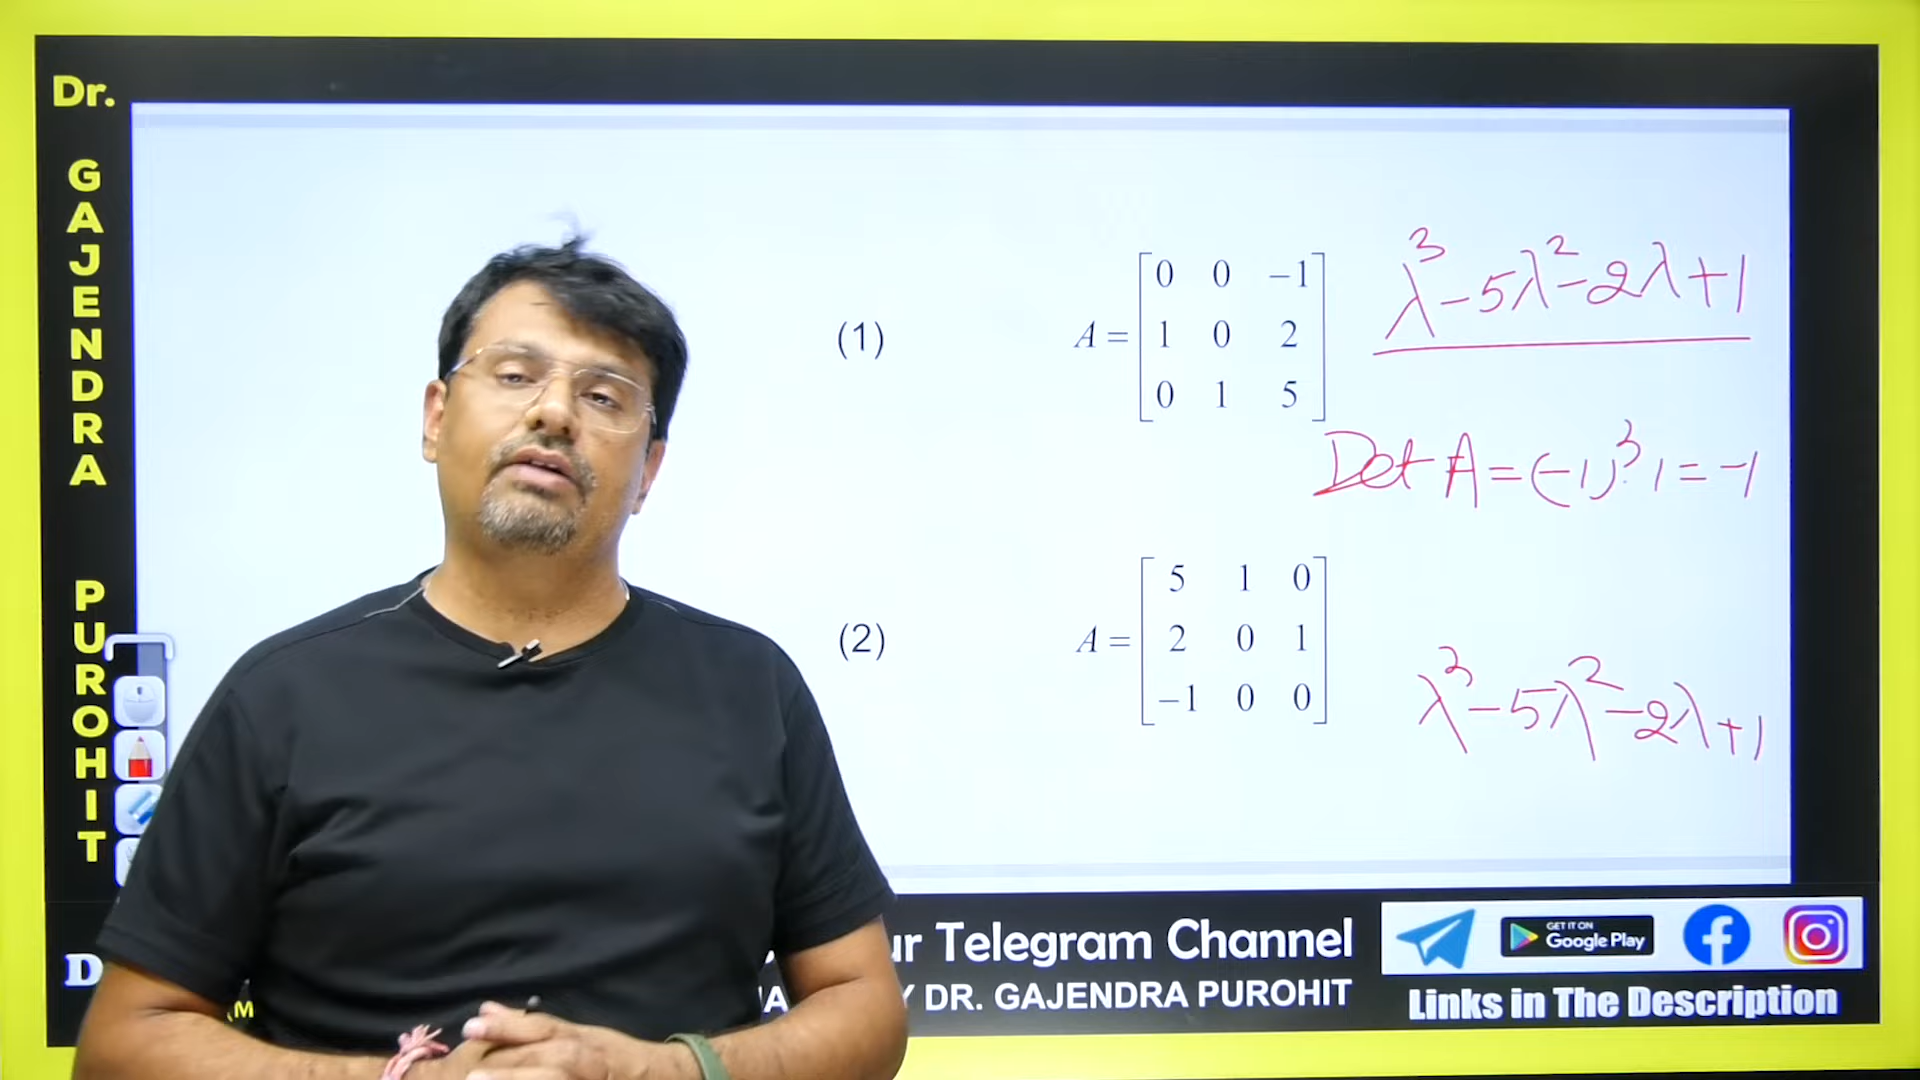 Dr.
GAJENDRA
PUROHIT
(1) A = [0 0 −1
1 0 2
0 1 5]
λ³−5λ²−2λ+1
Det A = (−1)³·1 = −1
(2) A = [5 1 0
2 0 1
−1 0 0]
λ³−5λ²−2λ+1
Telegram Channel
DR. GAJENDRA PUROHIT
GET IT ON
Google Play
Links in The Description